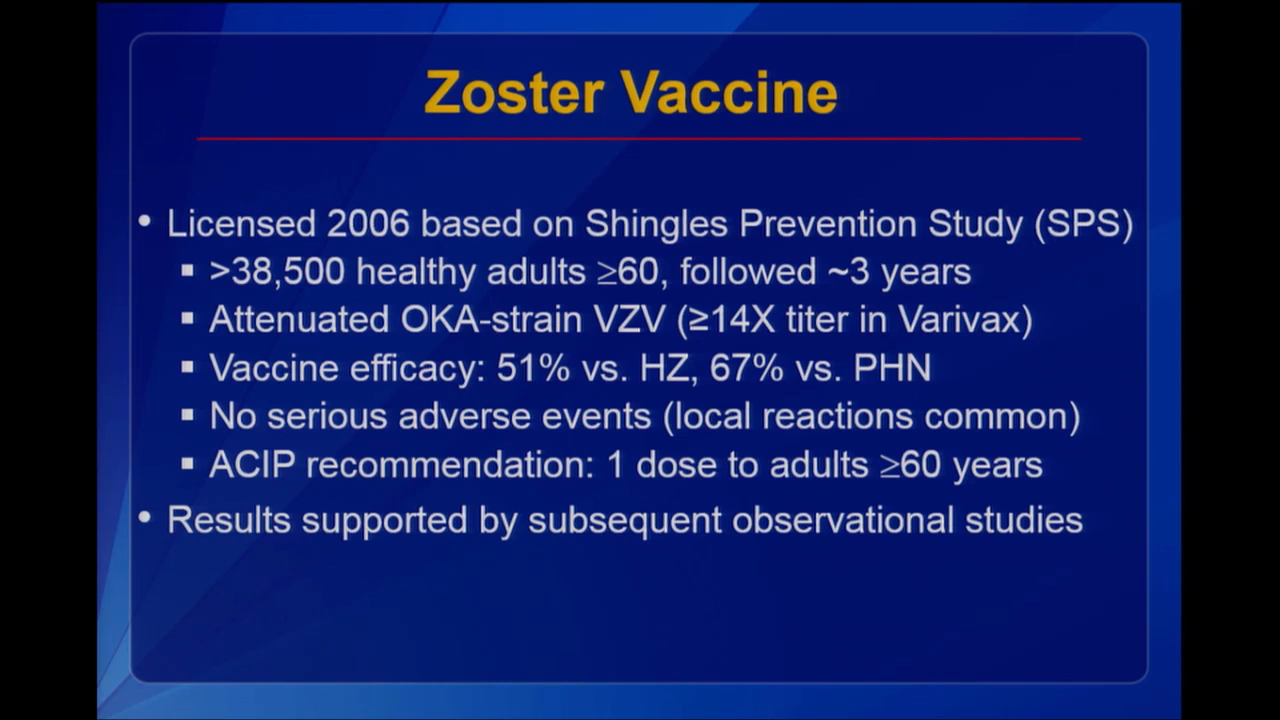 Zoster Vaccine
• Licensed 2006 based on Shingles Prevention Study (SPS)
▪ >38,500 healthy adults ≥60, followed ~3 years
▪ Attenuated OKA-strain VZV (≥14X titer in Varivax)
▪ Vaccine efficacy: 51% vs. HZ, 67% vs. PHN
▪ No serious adverse events (local reactions common)
▪ ACIP recommendation: 1 dose to adults ≥60 years
• Results supported by subsequent observational studies